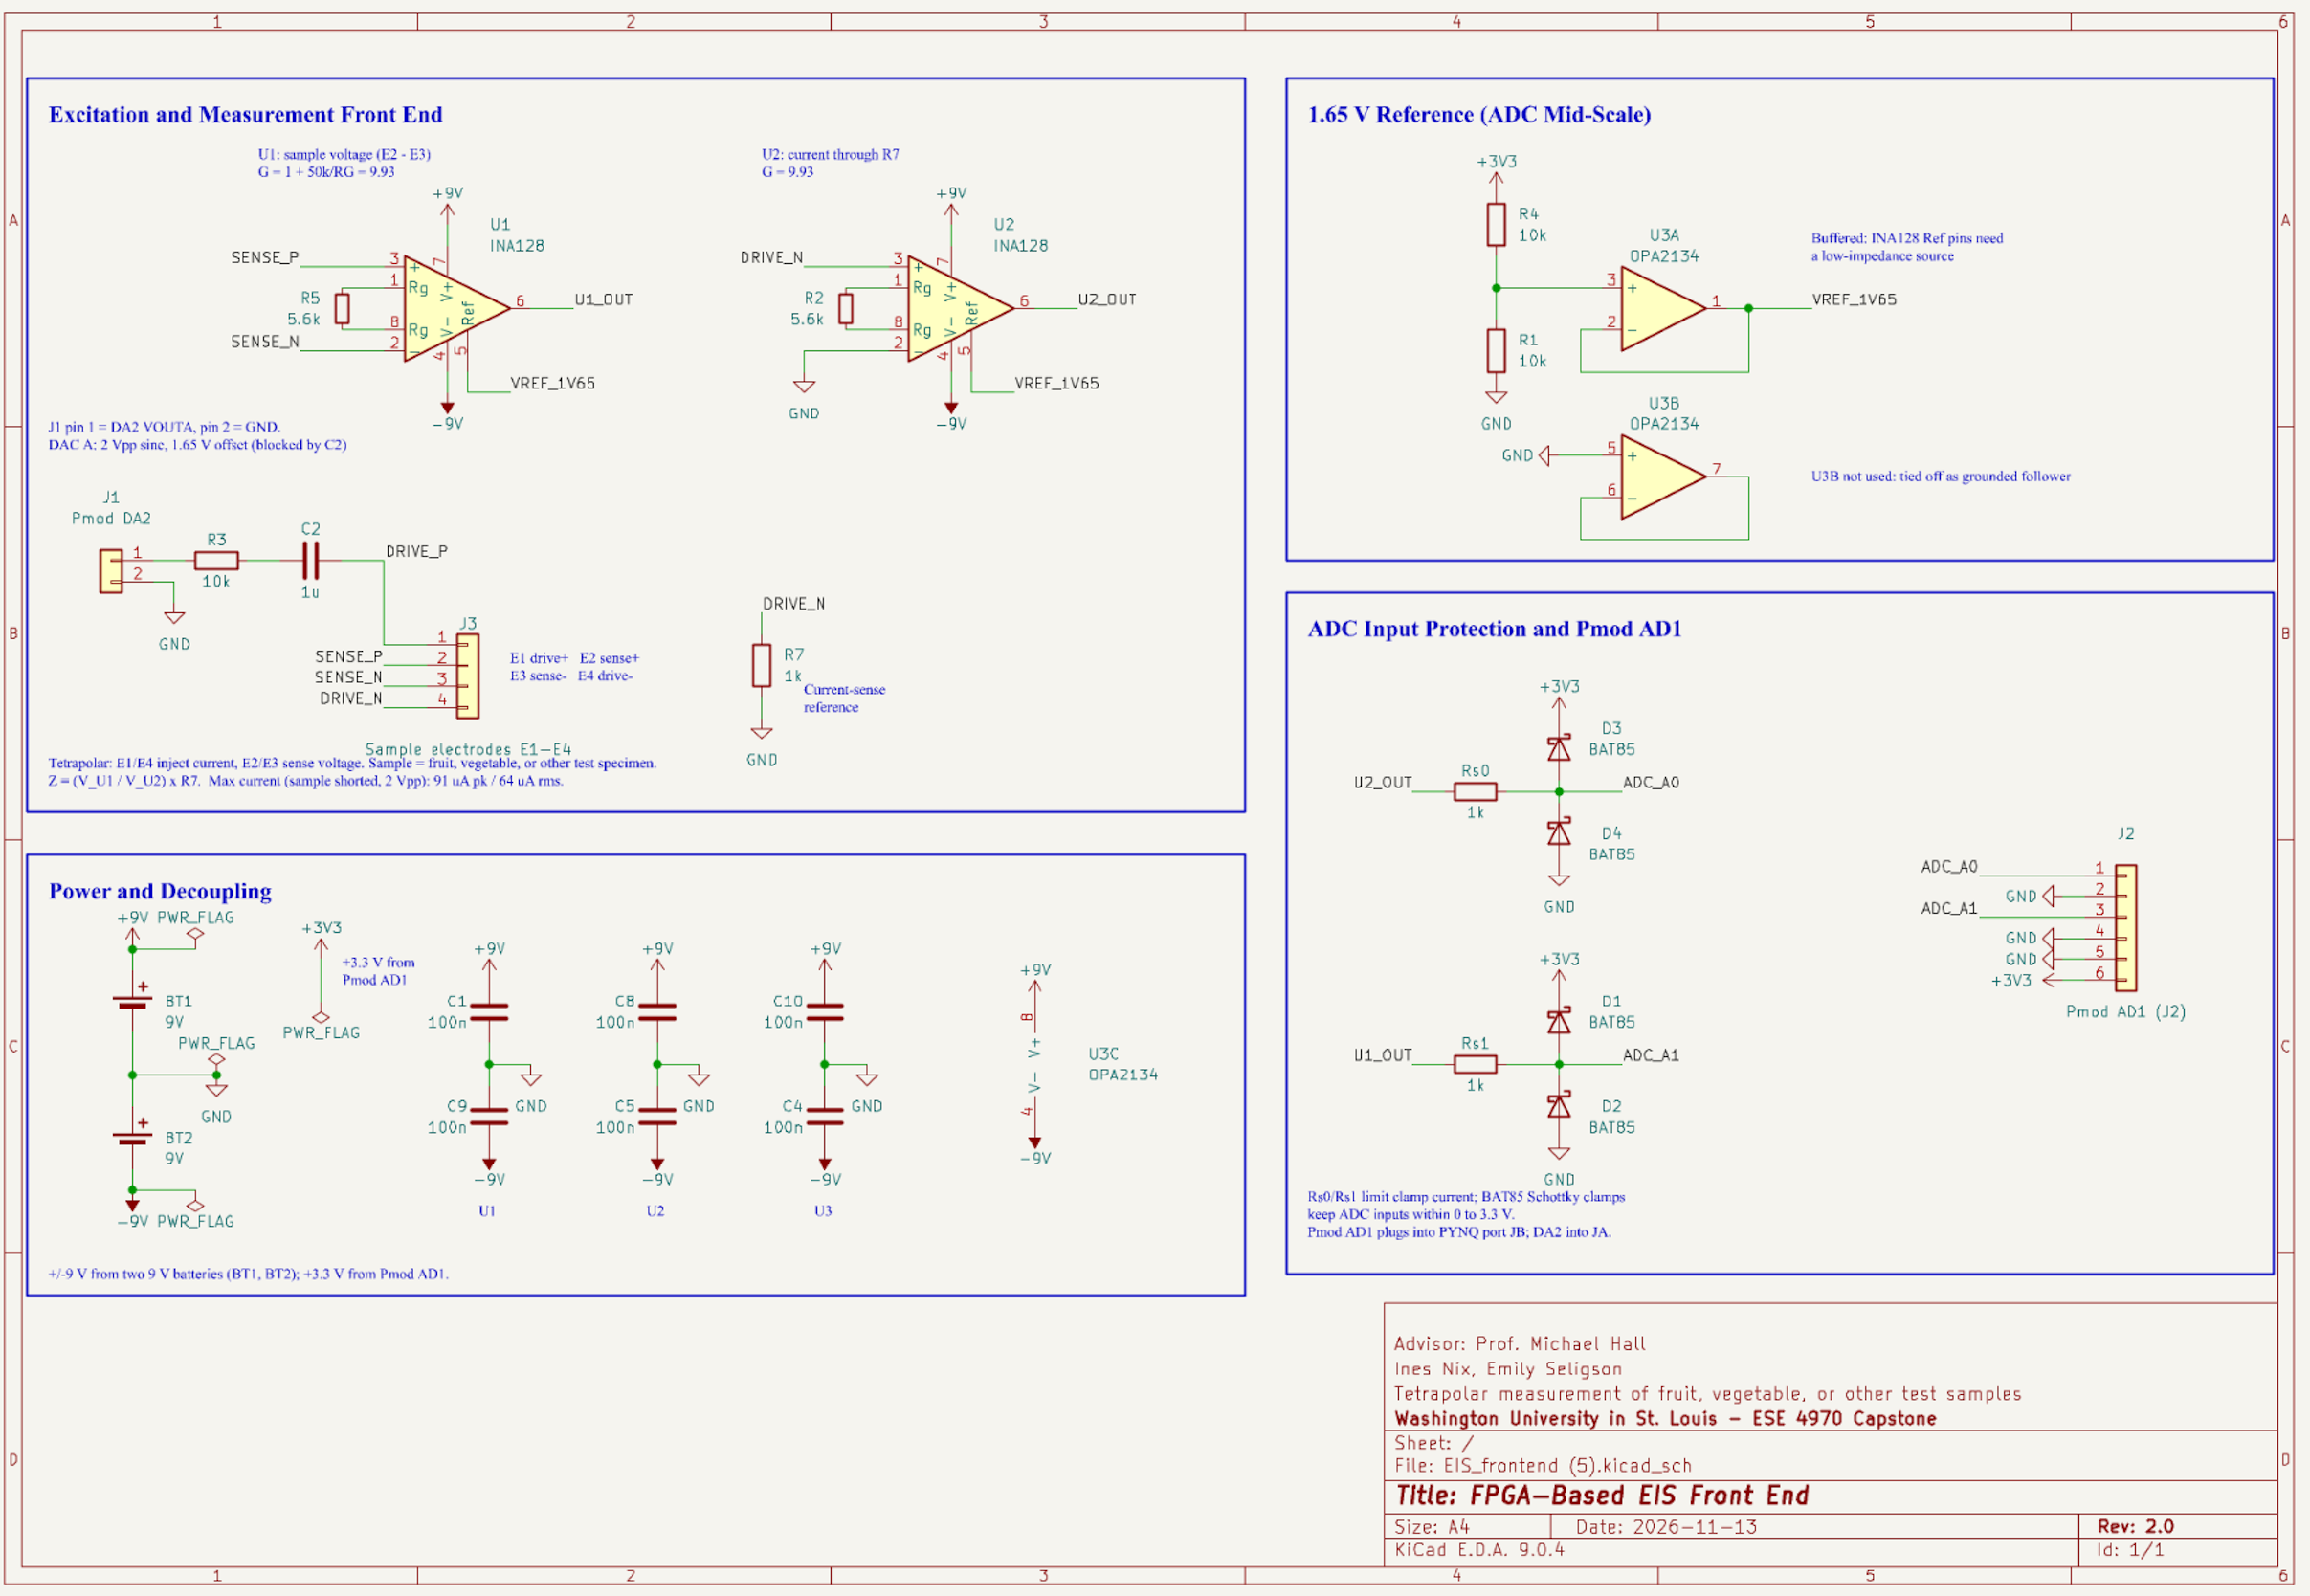 1 2 3 4 5 6
A
B
C
D
Excitation and Measurement Front End
U1: sample voltage (E2 - E3)
G = 1 + 50k/RG = 9.93
U2: current through R7
G = 9.93
+9V
U1
INA128
SENSE_P
3
+
1
Rg
7
V+
R5
5.6k
8
Rg
V-
Ref
6
U1_OUT
SENSE_N
2
−
4
5
VREF_1V65
−9V
+9V
U2
INA128
DRIVE_N
3
+
1
Rg
7
V+
R2
5.6k
8
Rg
V-
Ref
6
U2_OUT
2
−
4
5
VREF_1V65
GND
−9V
J1 pin 1 = DA2 VOUTA, pin 2 = GND.
DAC A: 2 Vpp sine, 1.65 V offset (blocked by C2)
J1
Pmod DA2
1
2
GND
R3
10k
C2
1u
DRIVE_P
J3
1
SENSE_P 2
SENSE_N 3
DRIVE_N 4
E1 drive+ E2 sense+
E3 sense- E4 drive-
Sample electrodes E1−E4
DRIVE_N
R7
1k
Current-sense
reference
GND
Tetrapolar: E1/E4 inject current, E2/E3 sense voltage. Sample = fruit, vegetable, or other test specimen.
Z = (V_U1 / V_U2) x R7. Max current (sample shorted, 2 Vpp): 91 uA pk / 64 uA rms.
1.65 V Reference (ADC Mid-Scale)
+3V3
R4
10k
R1
10k
GND
U3A
OPA2134
3
+
2
−
1
VREF_1V65
Buffered: INA128 Ref pins need
a low-impedance source
U3B
OPA2134
GND
5
+
6
−
7
U3B not used: tied off as grounded follower
ADC Input Protection and Pmod AD1
+3V3
D3
BAT85
U2_OUT
Rs0
1k
ADC_A0
D4
BAT85
GND
+3V3
D1
BAT85
U1_OUT
Rs1
1k
ADC_A1
D2
BAT85
GND
J2
ADC_A0 1
GND 2
ADC_A1 3
GND 4
GND 5
+3V3 6
Pmod AD1 (J2)
Rs0/Rs1 limit clamp current; BAT85 Schottky clamps
keep ADC inputs within 0 to 3.3 V.
Pmod AD1 plugs into PYNQ port JB; DA2 into JA.
Power and Decoupling
+9V PWR_FLAG
+
BT1
9V
PWR_FLAG
GND
+
BT2
9V
−9V PWR_FLAG
+3V3
+3.3 V from
Pmod AD1
PWR_FLAG
+9V
C1
100n
C9
100n
GND
−9V
U1
+9V
C8
100n
C5
100n
GND
−9V
U2
+9V
C10
100n
C4
100n
GND
−9V
U3
+9V
8
V+
V-
4
−9V
U3C
OPA2134
+/-9 V from two 9 V batteries (BT1, BT2); +3.3 V from Pmod AD1.
Advisor: Prof. Michael Hall
Ines Nix, Emily Seligson
Tetrapolar measurement of fruit, vegetable, or other test samples
Washington University in St. Louis − ESE 4970 Capstone
Sheet: /
File: EIS_frontend (5).kicad_sch
Title: FPGA−Based EIS Front End
Size: A4 Date: 2026−11−13 Rev: 2.0
KiCad E.D.A. 9.0.4 Id: 1/1
A
B
C
D
1 2 3 4 5 6